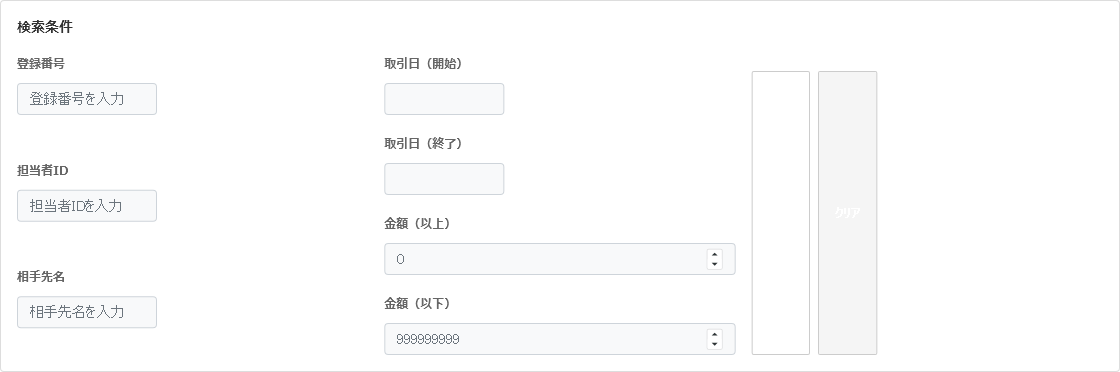 検索条件
登録番号
登録番号を入力
担当者ID
担当者IDを入力
相手先名
相手先名を入力
取引日（開始）
取引日（終了）
金額（以上）
0
金額（以下）
999999999
クリア